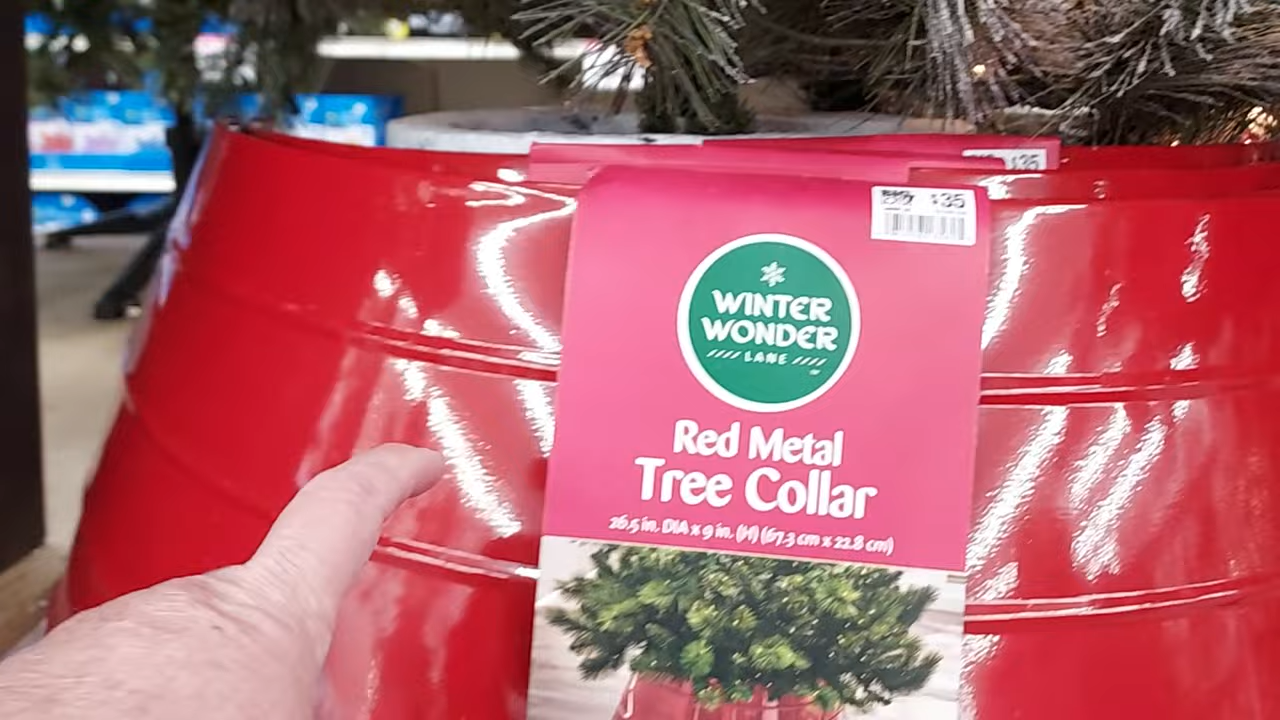 $35
$35
WINTER
WONDER
LANE
Red Metal
Tree Collar
26.5 in. DIA x 9 in. (H) (67.3 cm x 22.8 cm)